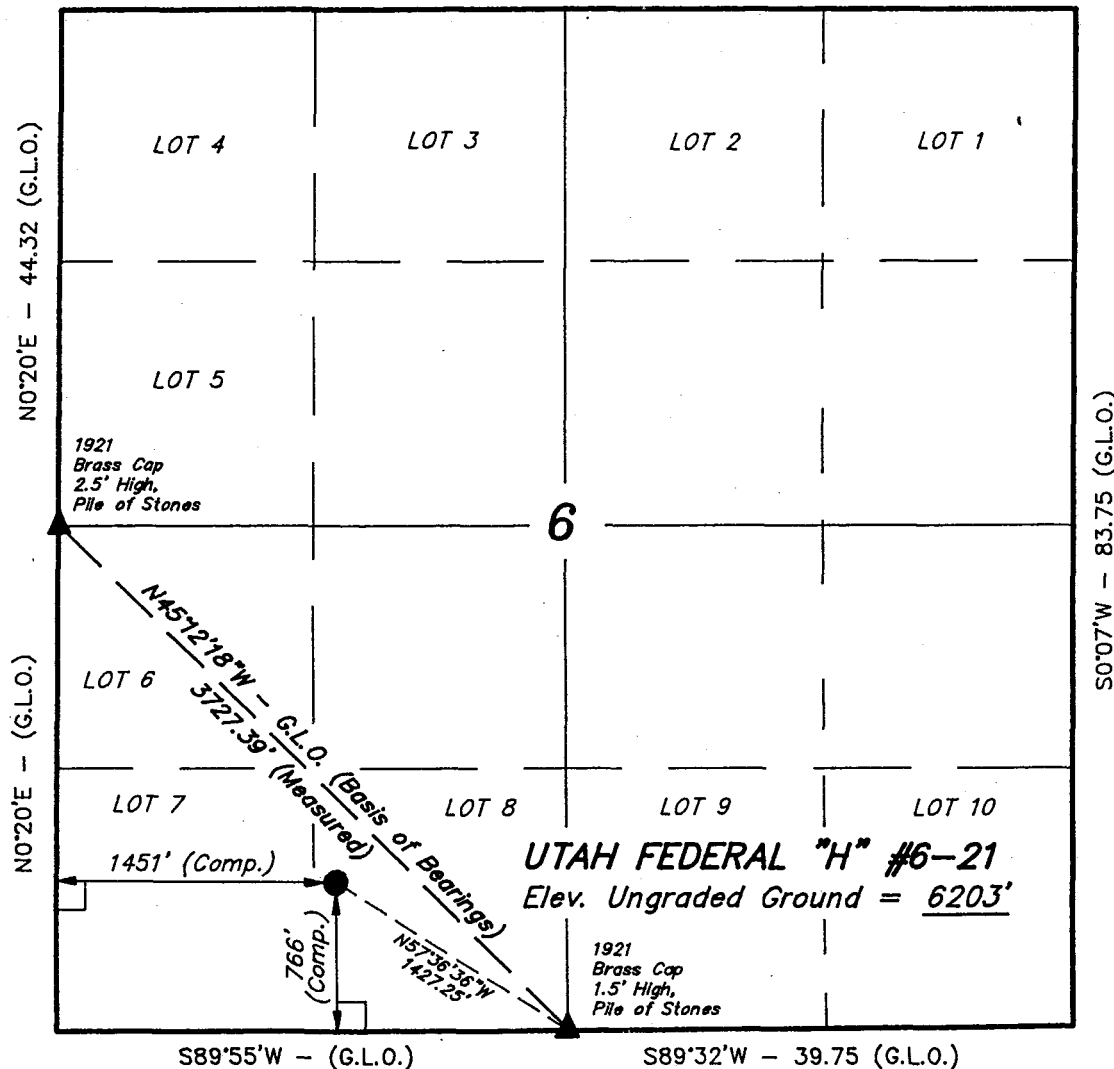 LOT 4
LOT 3
LOT 2
LOT 1
N0°20'E – 44.32 (G.L.O.)
LOT 5
1921
Brass Cap
2.5' High,
Pile of Stones
6
S0°07'W – 83.75 (G.L.O.)
N45°12'18"W – G.L.O. (Basis of Bearings)
3727.39' (Measured)
LOT 6
N0°20'E – (G.L.O.)
LOT 7
LOT 8
LOT 9
LOT 10
UTAH FEDERAL "H" #6–21
Elev. Ungraded Ground = 6203'
1451' (Comp.)
766'
(Comp.)
N57°36'36"W
1427.25'
1921
Brass Cap
1.5' High,
Pile of Stones
S89°55'W – (G.L.O.)
S89°32'W – 39.75 (G.L.O.)